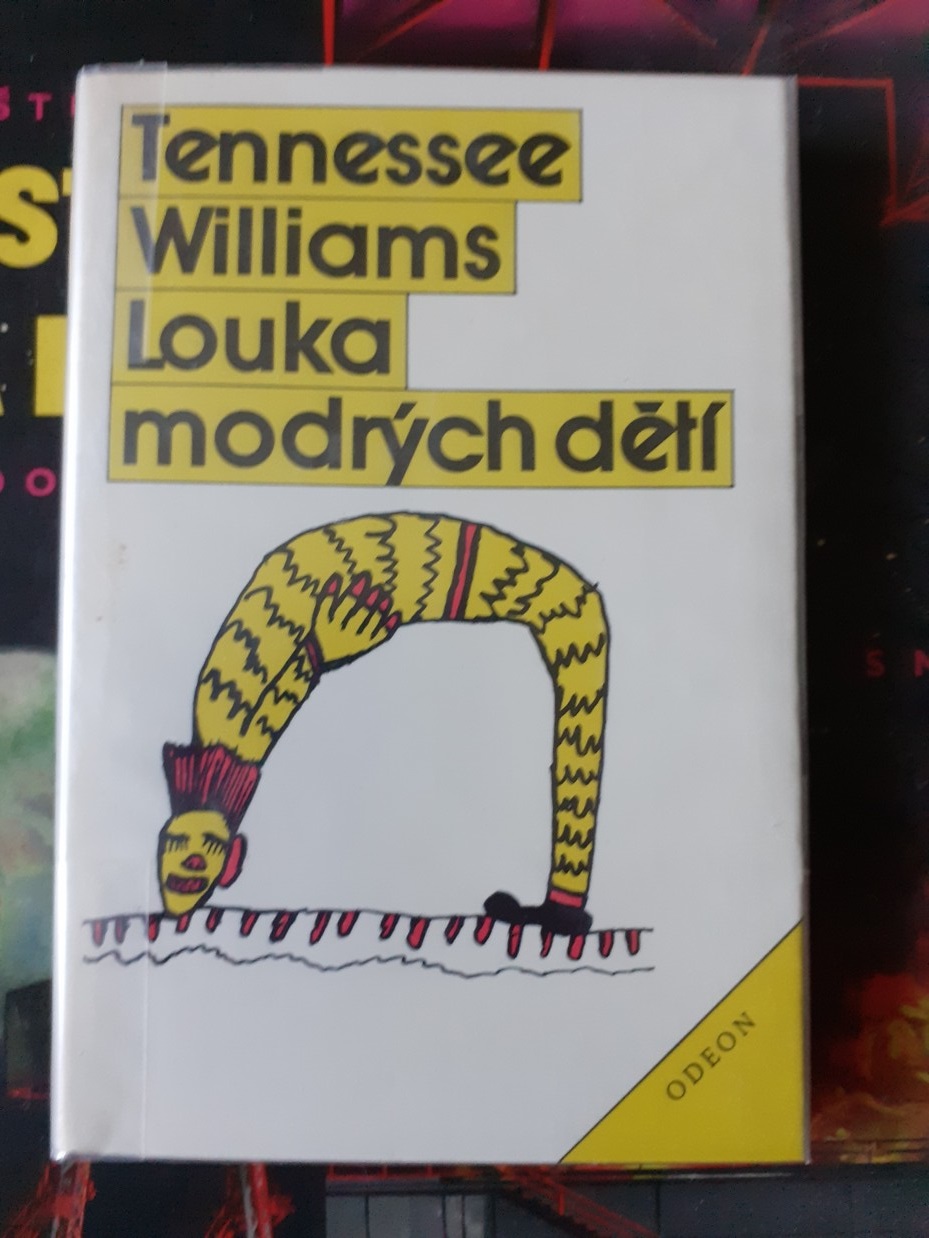 Tennessee
Williams
Louka
modrých dětí
ODEON